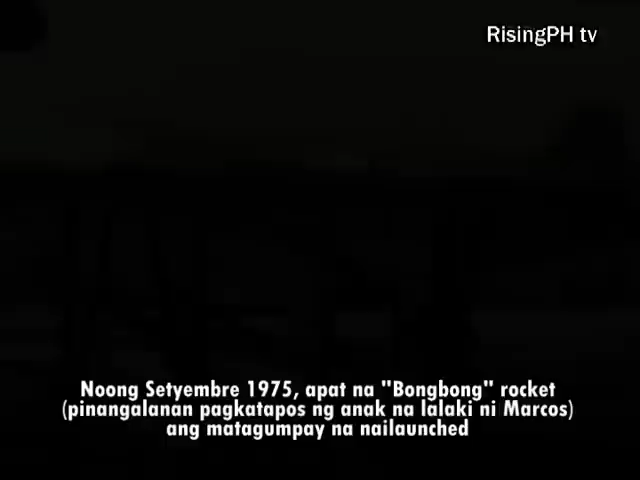 RisingPH tv
Noong Setyembre 1975, apat na "Bongbong" rocket
(pinangalanan pagkatapos ng anak na lalaki ni Marcos)
ang matagumpay na nailaunched